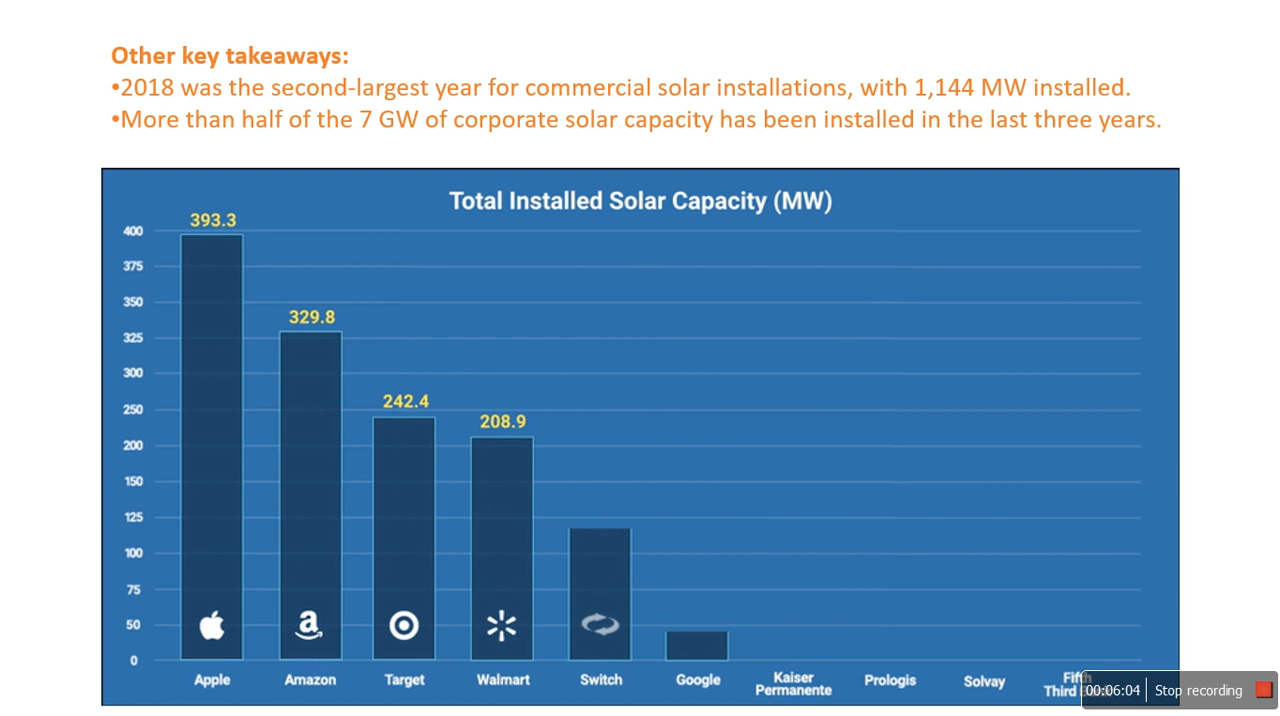 Other key takeaways:
•2018 was the second-largest year for commercial solar installations, with 1,144 MW installed.
•More than half of the 7 GW of corporate solar capacity has been installed in the last three years.
Total Installed Solar Capacity (MW)
393.3
400
375
350
329.8
325
300
242.4
250
208.9
200
150
125
100
75
50
0
Apple
Amazon
Target
Walmart
Switch
Google
Kaiser
Permanente
Prologis
Solvay
Fifth
Third
00:06:04
Stop recording